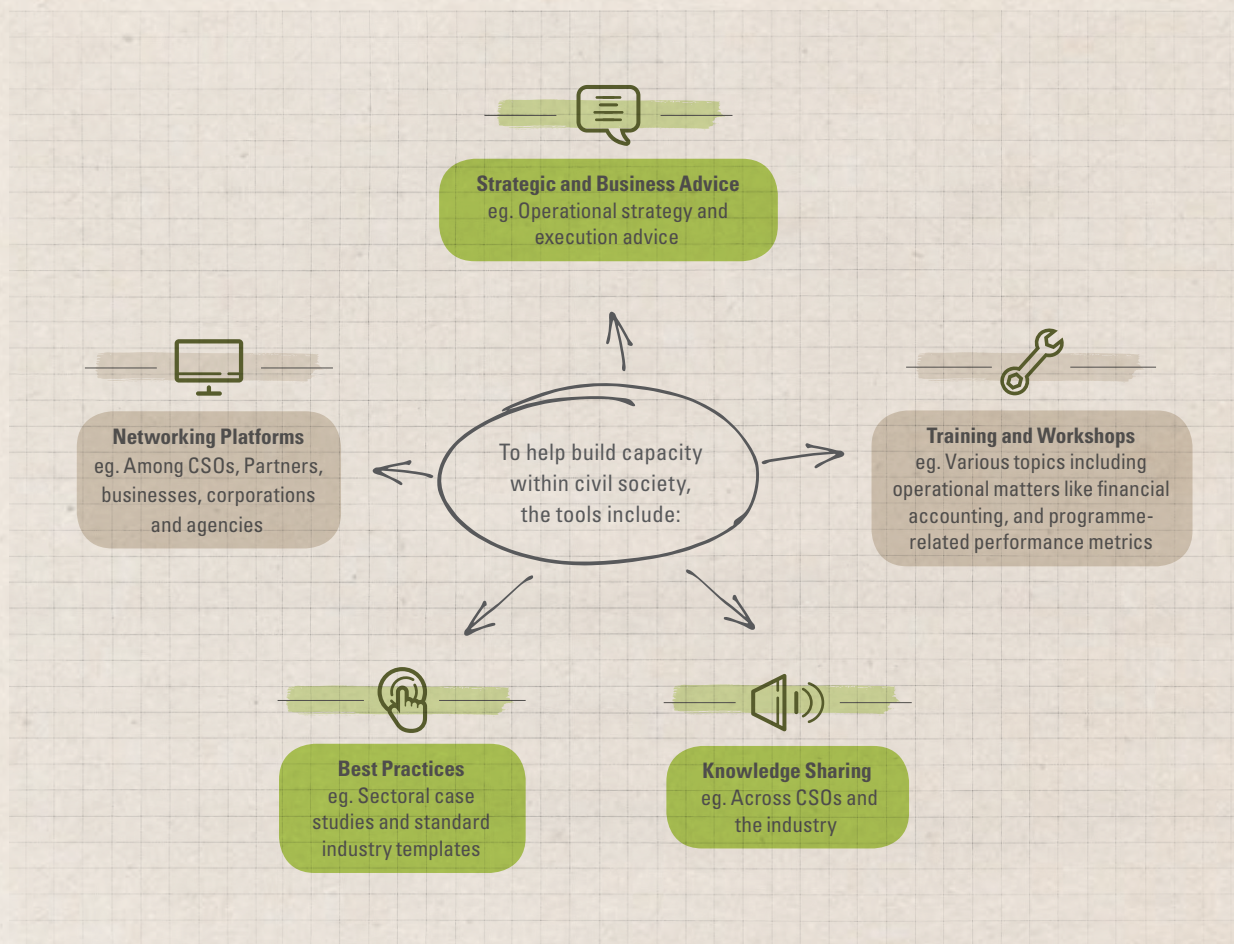 Strategic and Business Advice
eg. Operational strategy and
execution advice
Networking Platforms
eg. Among CSOs, Partners,
businesses, corporations
and agencies
To help build capacity
within civil society,
the tools include:
Training and Workshops
eg. Various topics including
operational matters like financial
accounting, and programme-
related performance metrics
Best Practices
eg. Sectoral case
studies and standard
industry templates
Knowledge Sharing
eg. Across CSOs and
the industry